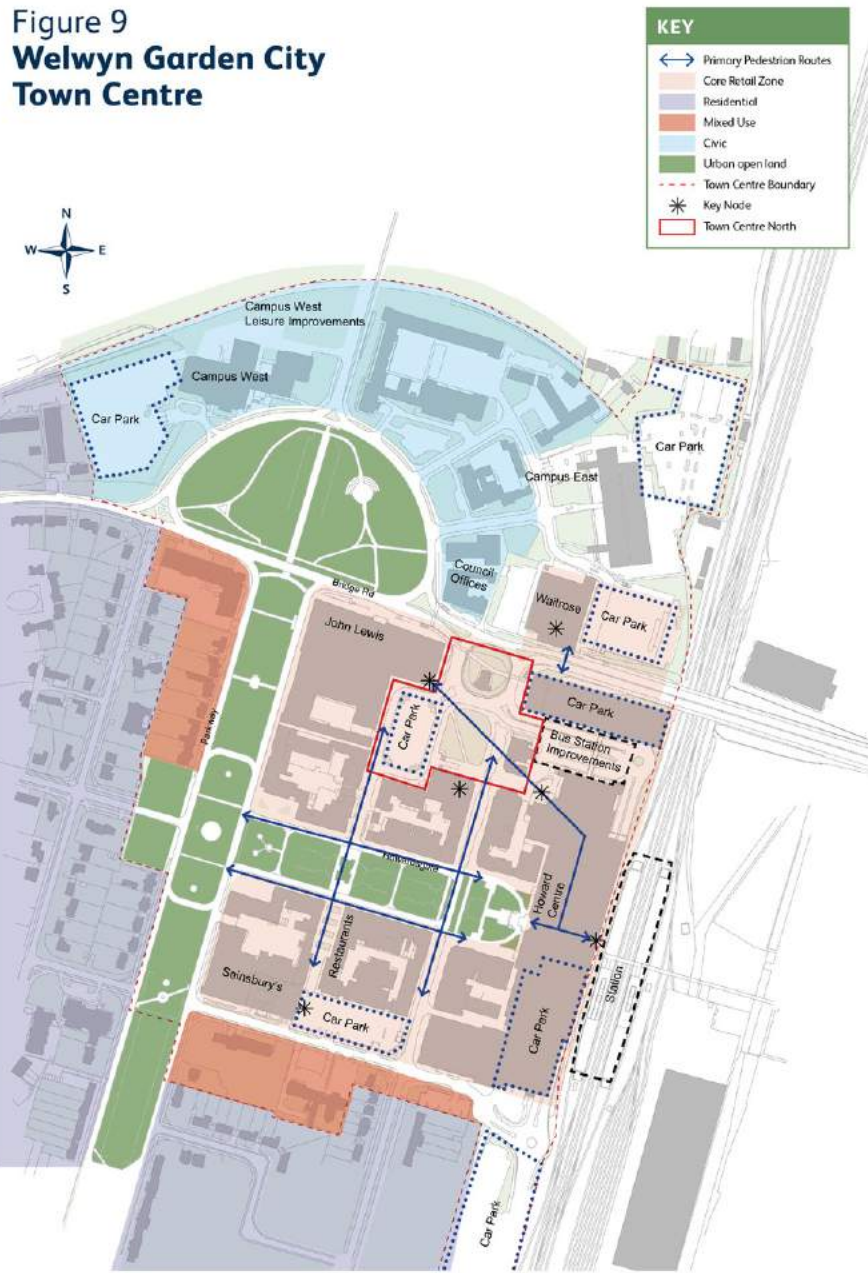 Figure 9
Welwyn Garden City
Town Centre
KEY
Primary Pedestrian Routes
Core Retail Zone
Residential
Mixed Use
Civic
Urban open land
Town Centre Boundary
Key Node
Town Centre North
N
W
E
S
Campus West
Leisure Improvements
Campus West
Car Park
Car Park
Campus East
Council
Offices
Bridge Rd
Waitrose
Car Park
John Lewis
Car Park
Car Park
Bus Station
Improvements
Parkway
Howardsgate
Howard
Centre
Restaurants
Sainsbury's
Car Park
Car Park
Station
Car Park